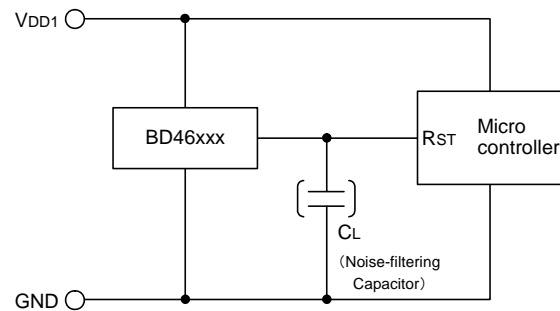 VDD1
BD46xxx
RST
Micro
controller
CL
（Noise-filtering
Capacitor）
GND